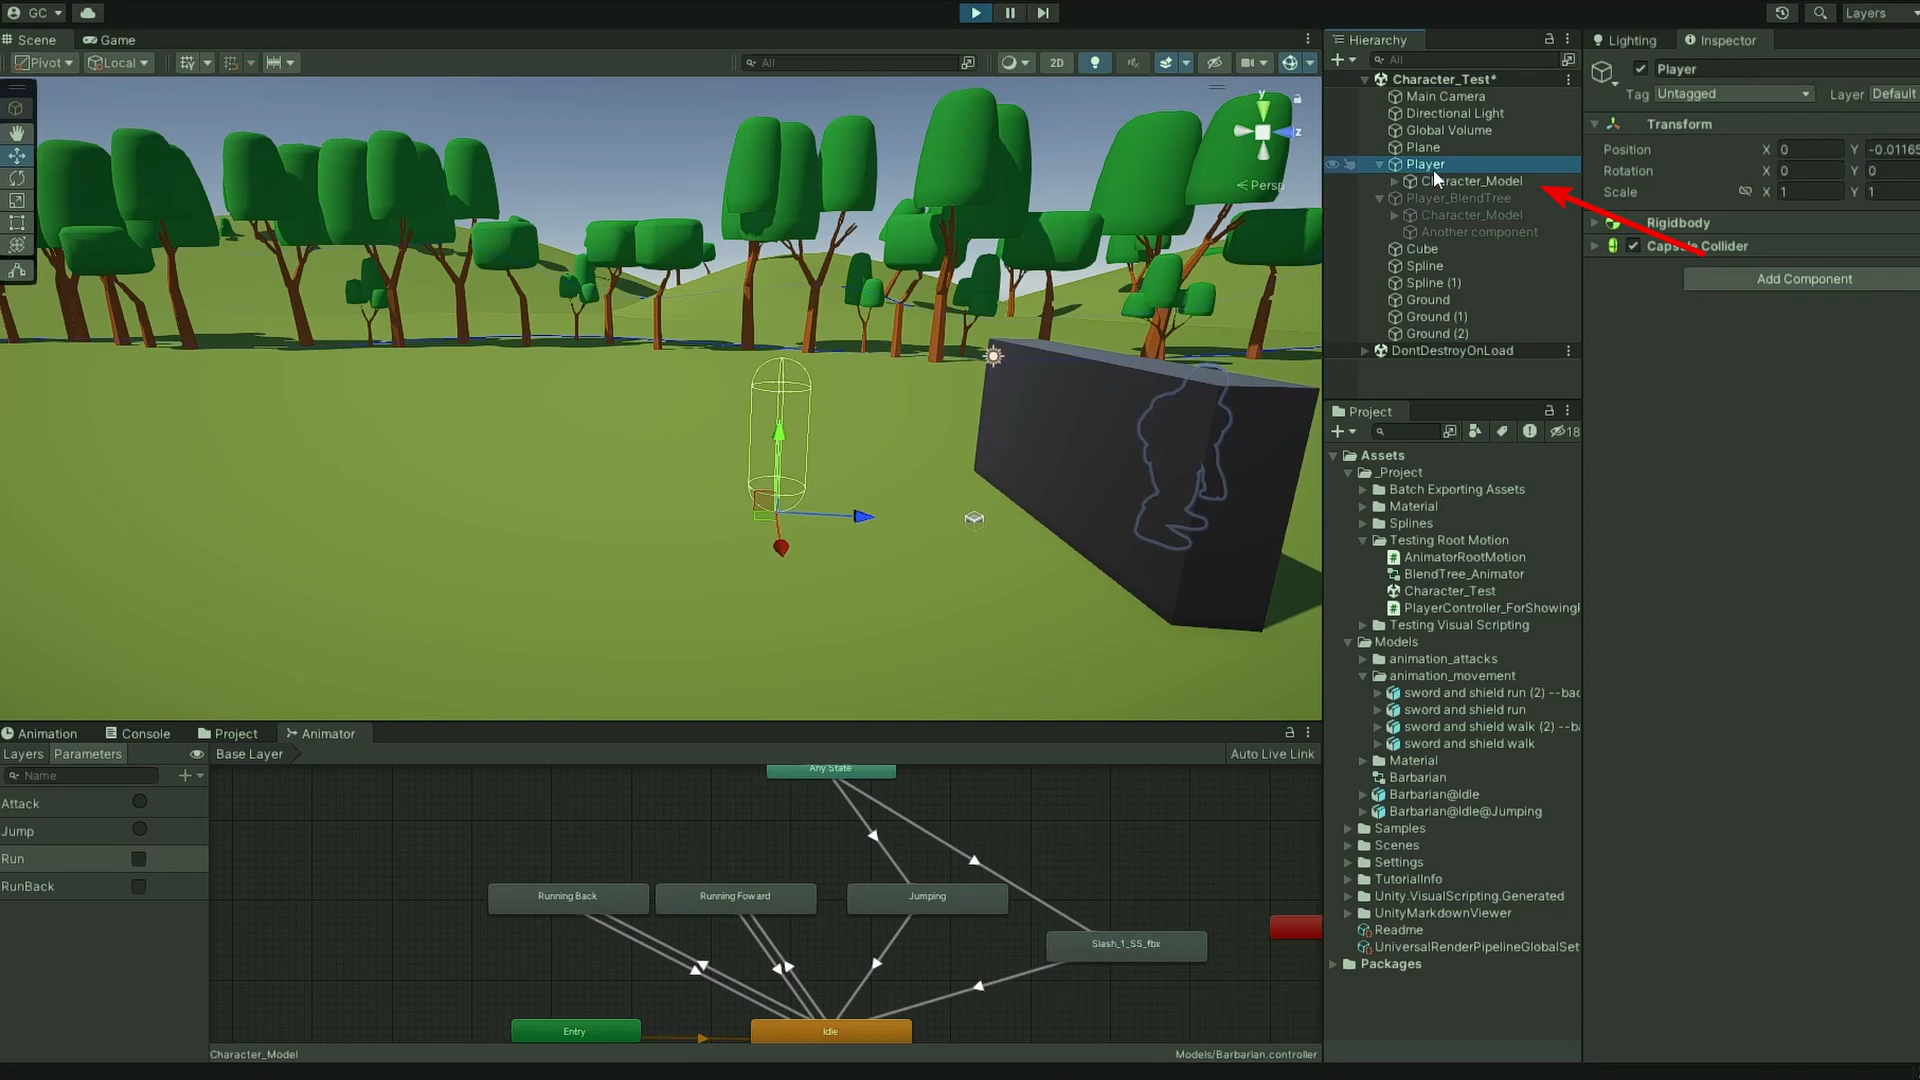 GC
Layers
Scene
Game
Pivot
Local
All
2D
y
z
Persp
Hierarchy
All
Character_Test*
Main Camera
Directional Light
Global Volume
Plane
Player
Character_Model
Player_BlendTree
Character_Model
Another component
Cube
Spline
Spline (1)
Ground
Ground (1)
Ground (2)
DontDestroyOnLoad
Lighting
Inspector
Player
Tag Untagged Layer Default
Transform
Position X 0 Y -0.01165
Rotation X 0 Y 0
Scale X 1 Y 1
Rigidbody
Capsule Collider
Add Component
Project
18
Assets
_Project
Batch Exporting Assets
Material
Splines
Testing Root Motion
AnimatorRootMotion
BlendTree_Animator
Character_Test
PlayerController_ForShowing
Testing Visual Scripting
Models
animation_attacks
animation_movement
sword and shield run (2) --bac
sword and shield run
sword and shield walk (2) --ba
sword and shield walk
Material
Barbarian
Barbarian@Idle
Barbarian@Idle@Jumping
Samples
Scenes
Settings
TutorialInfo
Unity.VisualScripting.Generated
UnityMarkdownViewer
Readme
UniversalRenderPipelineGlobalSet
Packages
Animation
Console
Project
Animator
Layers
Parameters
Base Layer
Auto Live Link
Name
Attack
Jump
Run
RunBack
Any State
Running Back
Running Foward
Jumping
Slash_1_SS_fbx
Entry
Idle
Character_Model
Models/Barbarian.controller